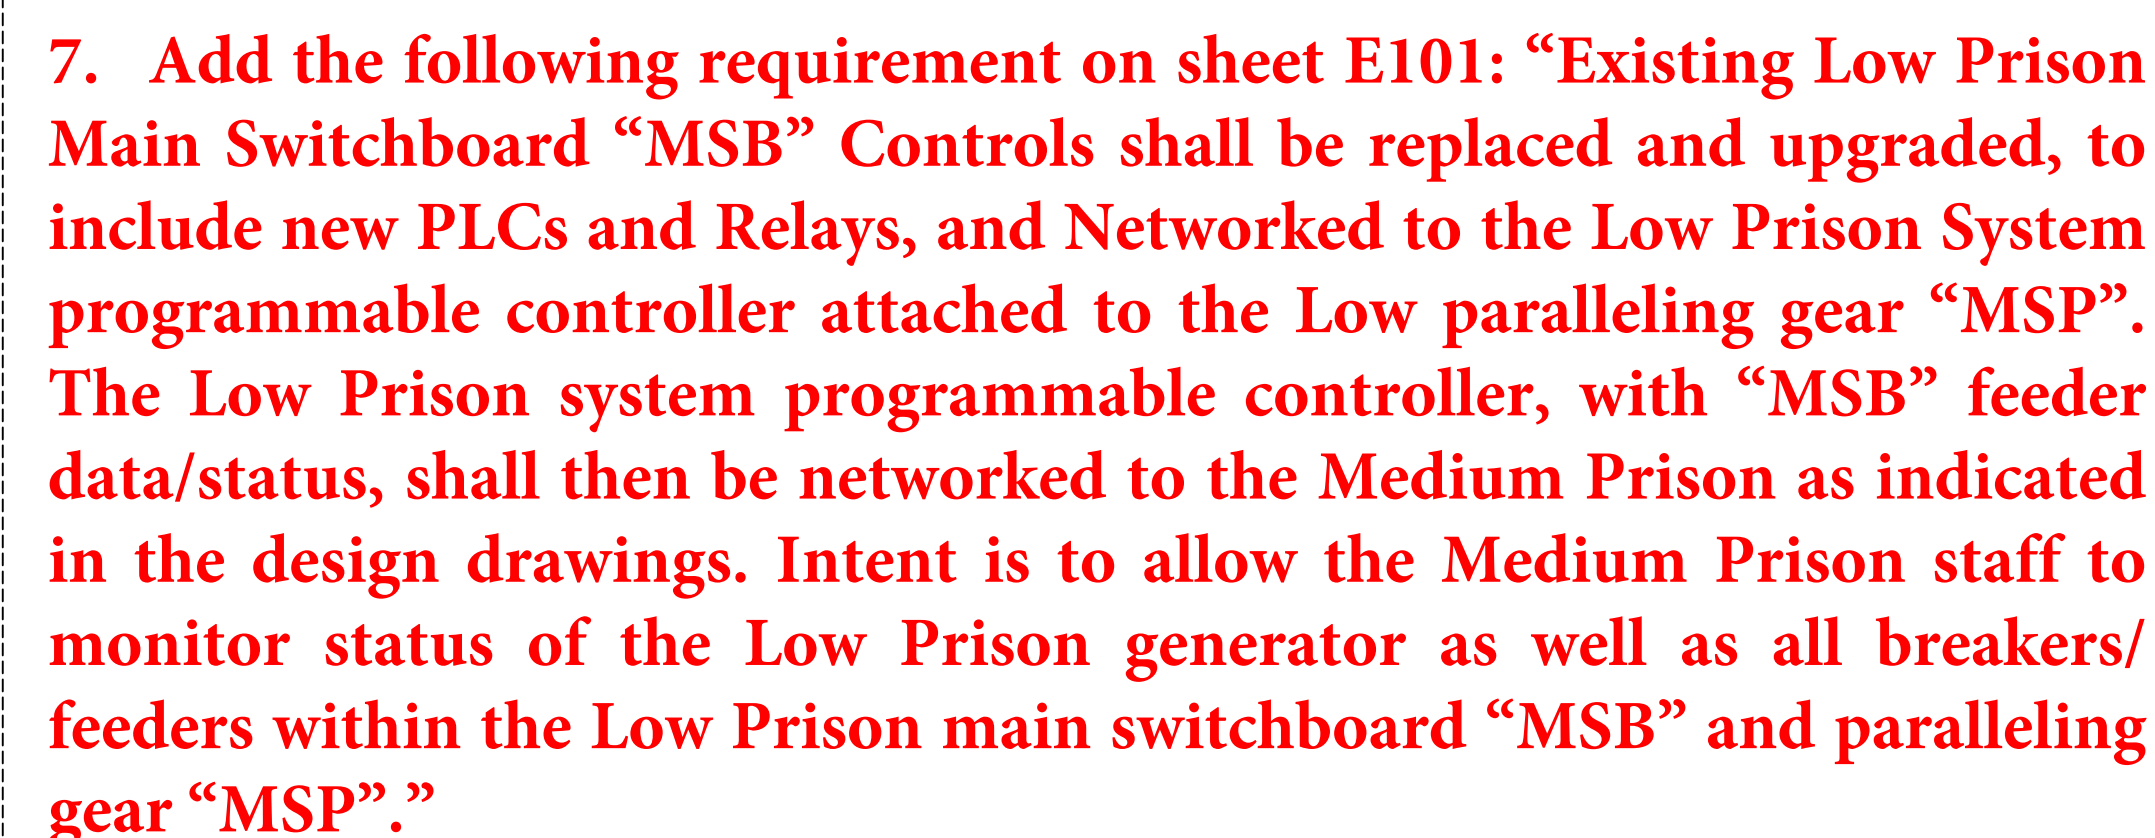 7. Add the following requirement on sheet E101: “Existing Low Prison
Main Switchboard “MSB” Controls shall be replaced and upgraded, to
include new PLCs and Relays, and Networked to the Low Prison System
programmable controller attached to the Low paralleling gear “MSP”.
The Low Prison system programmable controller, with “MSB” feeder
data/status, shall then be networked to the Medium Prison as indicated
in the design drawings. Intent is to allow the Medium Prison staff to
monitor status of the Low Prison generator as well as all breakers/
feeders within the Low Prison main switchboard “MSB” and paralleling
gear “MSP”.”